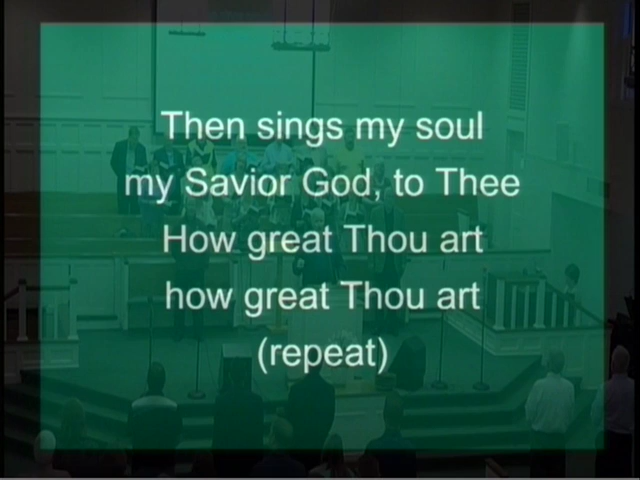 Then sings my soul
my Savior God, to Thee
How great Thou art
how great Thou art
(repeat)